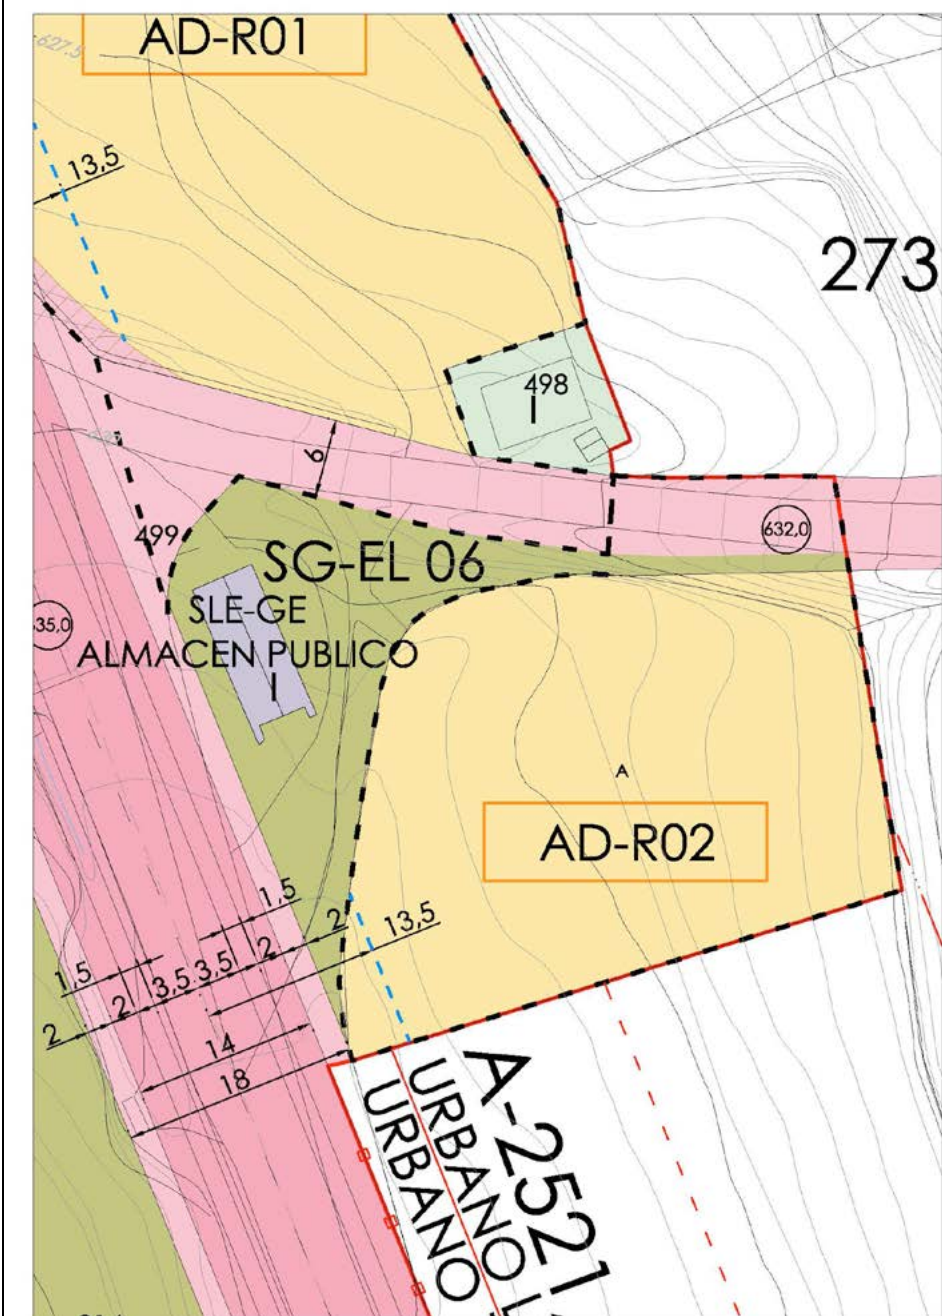 AD-R01
627.5
13,5
273
498
I
6
499
632,0
SG-EL 06
SLE-GE
35,0
ALMACEN PUBLICO
I
A
AD-R02
1,5
2
13,5
1,5
2
3,5
3,5
2
2
14
18
A-2521
URBANO
URBANO